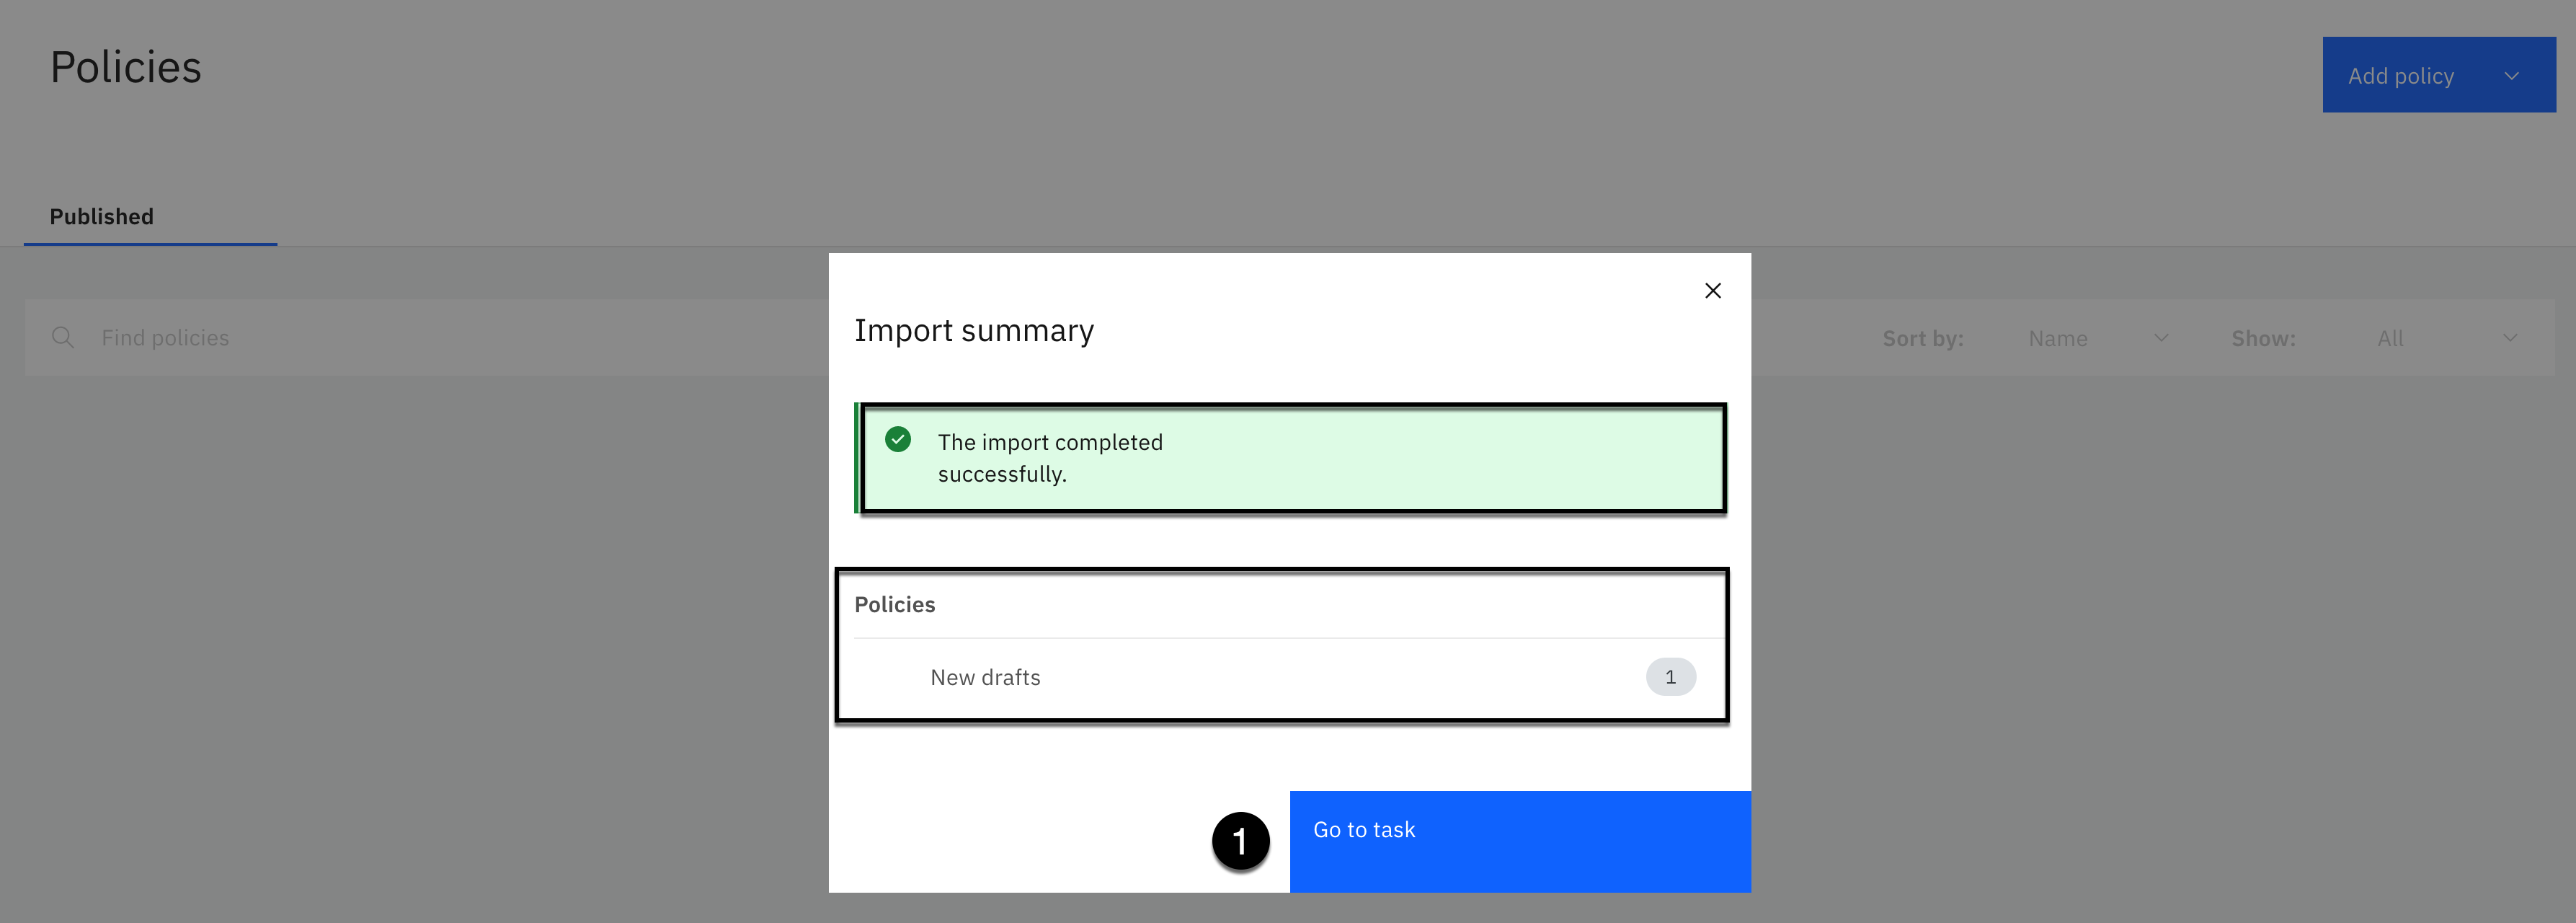 Policies
Add policy
Published
Find policies
Sort by:
Name
Show:
All
Import summary
The import completed
successfully.
Policies
New drafts
1
1
Go to task